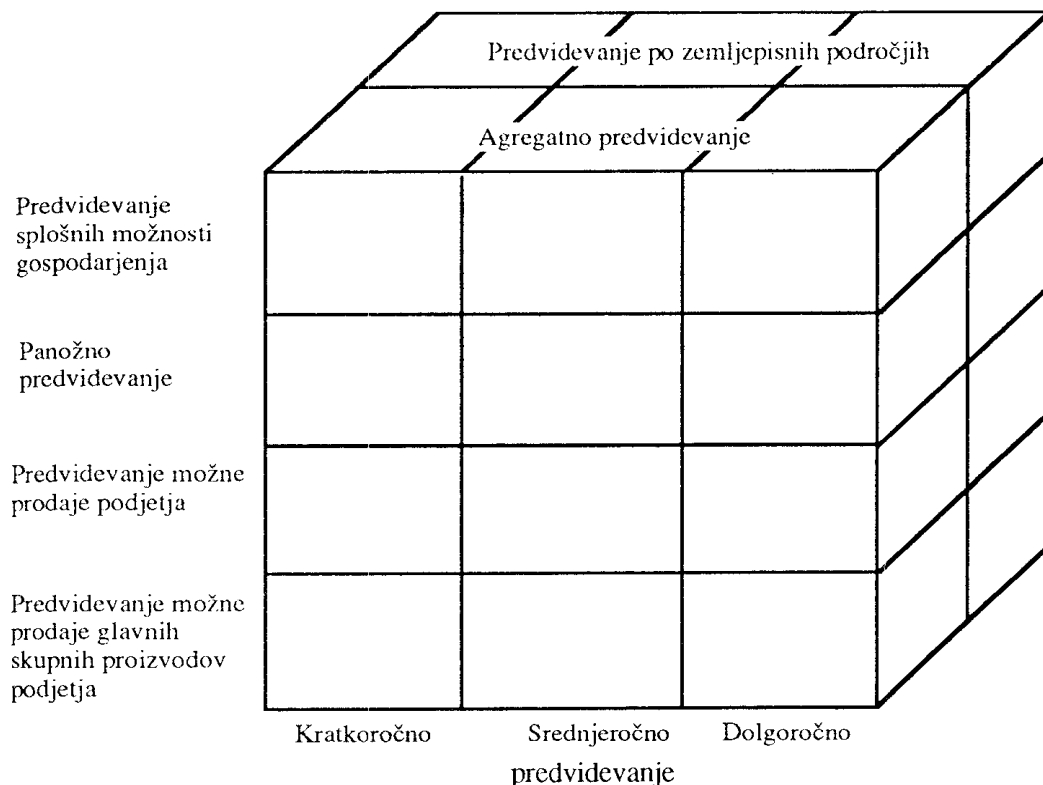 Predvidevanje po zemljepisnih področjih
Agregatno predvidevanje
Predvidevanje
splošnih možnosti
gospodarjenja
Panožno
predvidevanje
Predvidevanje možne
prodaje podjetja
Predvidevanje možne
prodaje glavnih
skupnih proizvodov
podjetja
Kratkoročno Srednjeročno Dolgoročno
predvidevanje